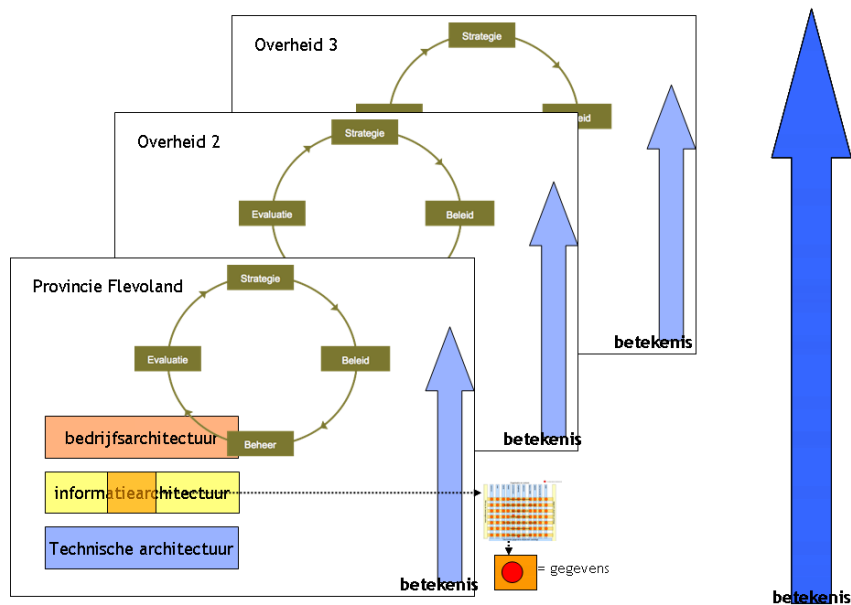 Overheid 3
Strategie
eid
betekenis
Overheid 2
Strategie
Evaluatie
Beleid
betekenis
Provincie Flevoland
Strategie
Evaluatie
Beleid
Beheer
bedrijfsarchitectuur
informatiearchitectuur
Technische architectuur
betekenis
= gegevens
betekenis